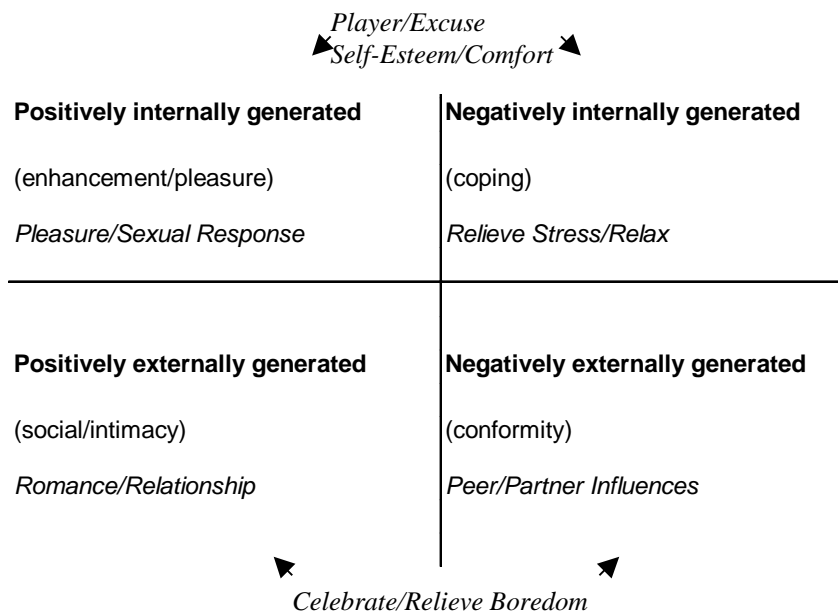 Player/Excuse
Self-Esteem/Comfort
Positively internally generated
Negatively internally generated
(enhancement/pleasure)
(coping)
Pleasure/Sexual Response
Relieve Stress/Relax
Positively externally generated
Negatively externally generated
(social/intimacy)
(conformity)
Romance/Relationship
Peer/Partner Influences
Celebrate/Relieve Boredom